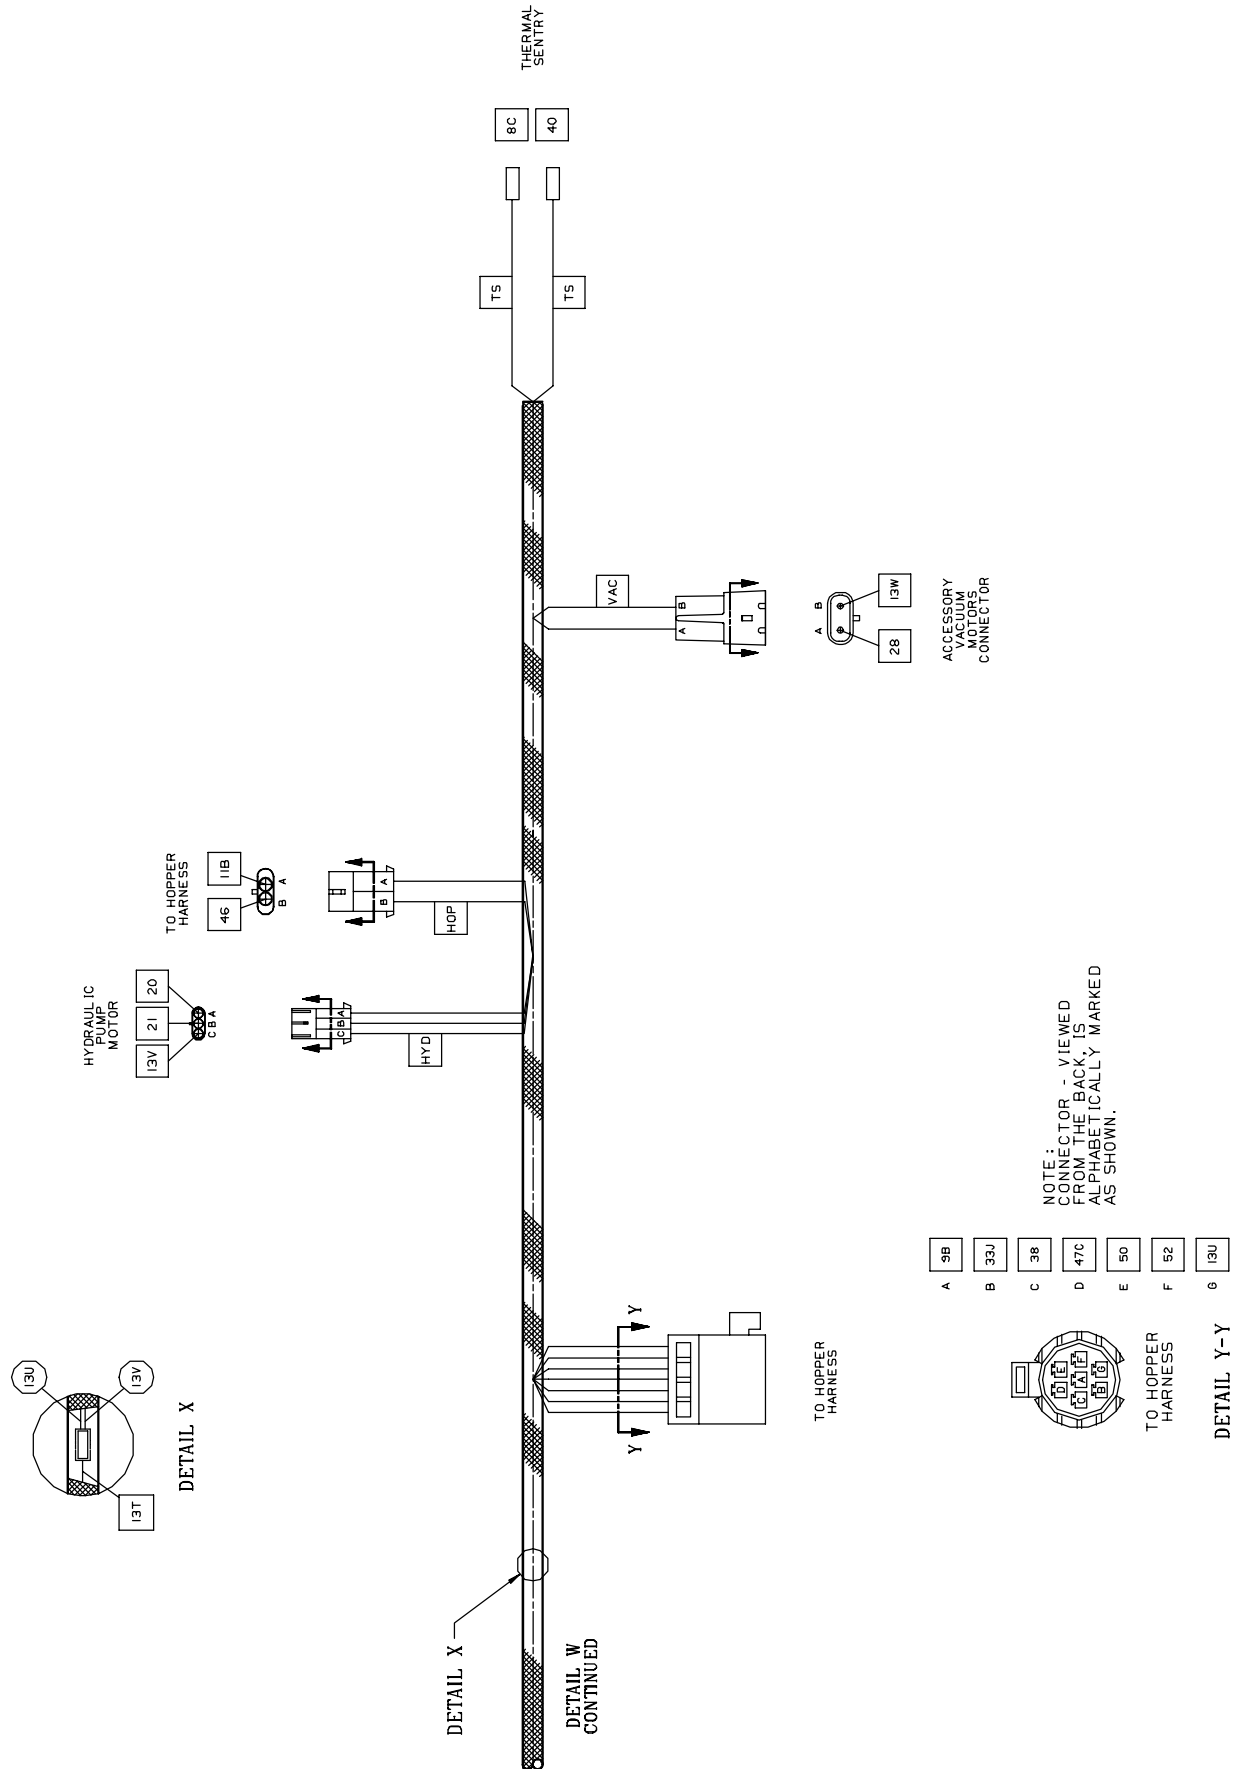 13U
13V
13T
DETAIL X
HYDRAULIC
PUMP
MOTOR
13V
21
20
C B A
C B A
HYD
TO HOPPER
HARNESS
46
11B
B A
B A
HOP
THERMAL
SENTRY
8C
40
TS
TS
DETAIL X
DETAIL W
CONTINUED
Y Y
TO HOPPER
HARNESS
VAC
A B
A B
28
13W
ACCESSORY
VACUUM
MOTORS
CONNECTOR
D E
C A F
B G
TO HOPPER
HARNESS
DETAIL Y-Y
A 9B
B 33J
C 38
D 47C
E 50
F 52
G 13U
NOTE:
CONNECTOR - VIEWED
FROM THE BACK, IS
ALPHABETICALLY MARKED
AS SHOWN.